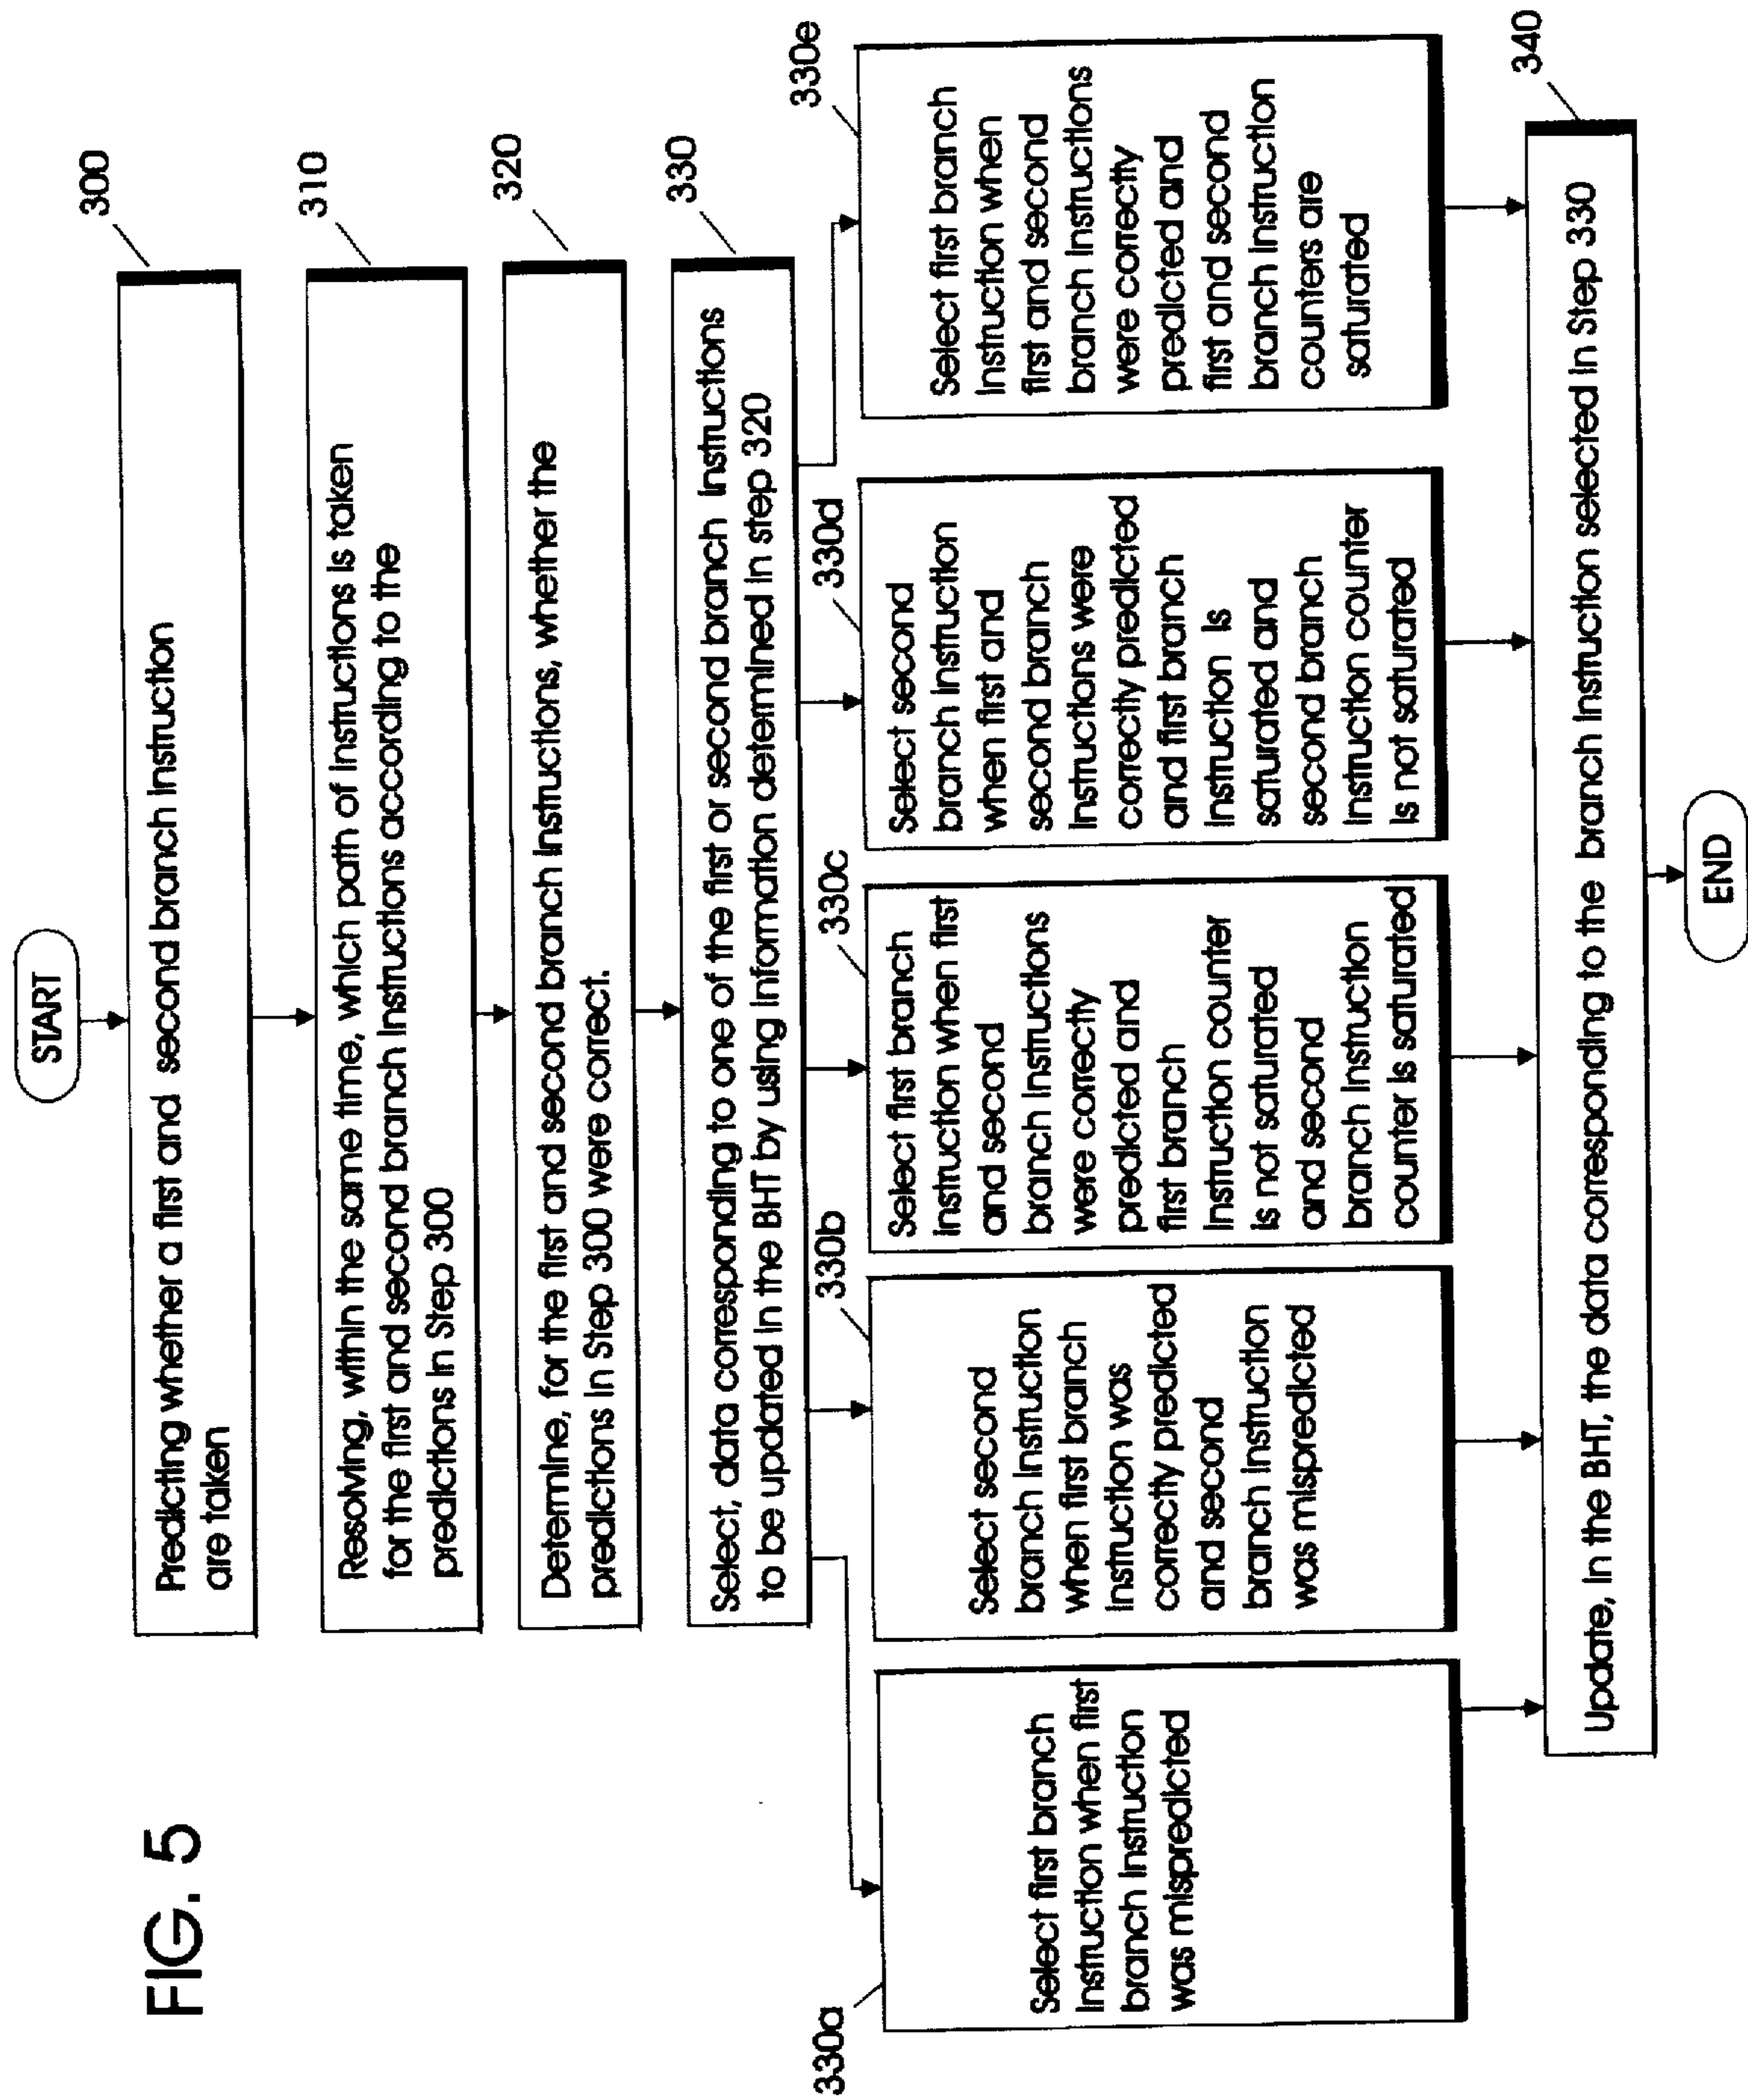 FIG. 5
START
300
Predicting whether a first and second branch instruction
are taken
310
Resolving, within the same time, which path of instructions is taken
for the first and second branch instructions according to the
predictions in Step 300
320
Determine, for the first and second branch instructions, whether the
predictions in Step 300 were correct.
330
Select, data corresponding to one of the first or second branch instructions
to be updated in the BHT by using information determined in step 320
330a
Select first branch
instruction when first
branch instruction
was mispredicted
330b
Select second
branch instruction
when first branch
instruction was
correctly predicted
and second
branch instruction
was mispredicted
330c
Select first branch
instruction when first
and second
branch instructions
were correctly
predicted and
first branch
instruction counter
is not saturated
and second
branch instruction
counter is saturated
330d
Select second
branch instruction
when first and
second branch
instructions were
correctly predicted
and first branch
instruction is
saturated and
second branch
instruction counter
is not saturated
330e
Select first branch
instruction when
first and second
branch instructions
were correctly
predicted and
first and second
branch instruction
counters are
saturated
340
Update, in the BHT, the data corresponding to the branch instruction selected in Step 330
END